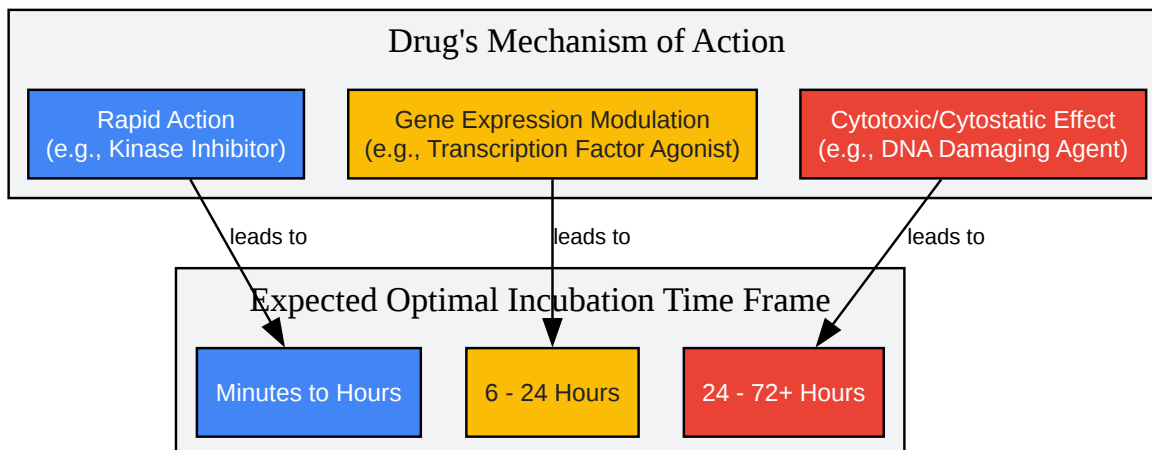 Drug's Mechanism of Action
Rapid Action
(e.g., Kinase Inhibitor)
Gene Expression Modulation
(e.g., Transcription Factor Agonist)
Cytotoxic/Cytostatic Effect
(e.g., DNA Damaging Agent)
leads to
leads to
leads to
Expected Optimal Incubation Time Frame
Minutes to Hours
6 - 24 Hours
24 - 72+ Hours